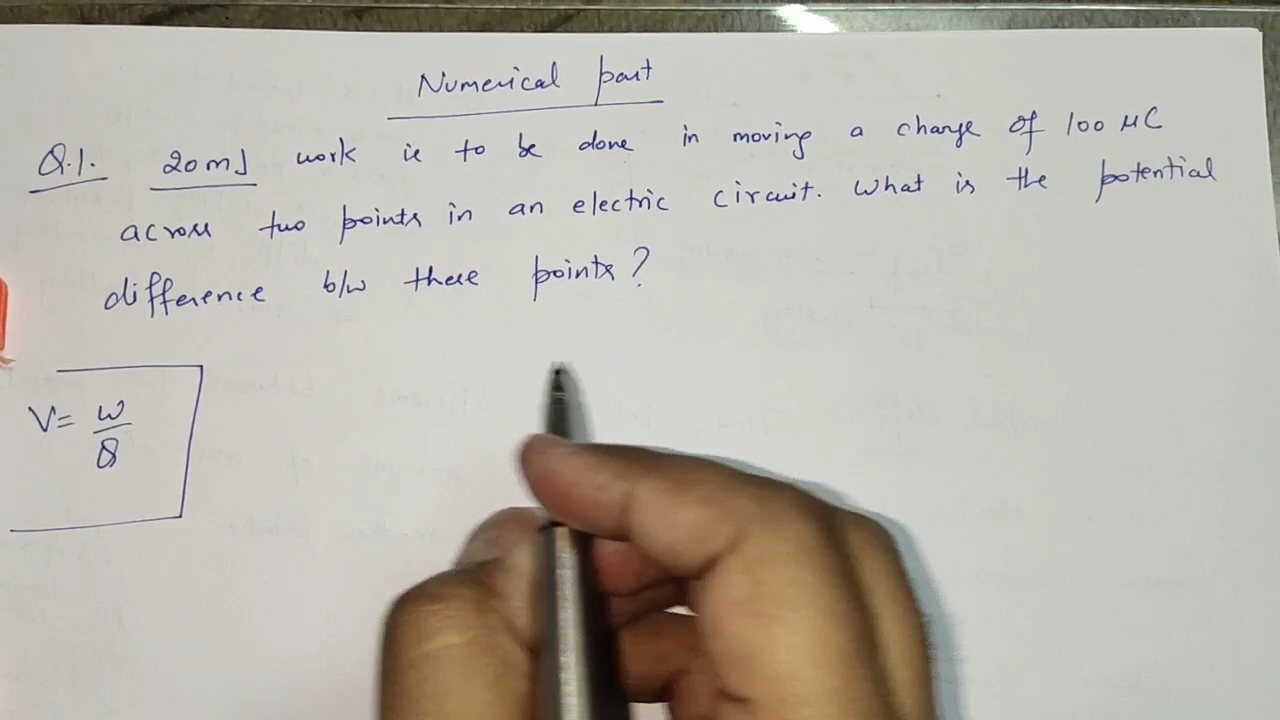 Numerical part
Q.1. 20mJ work is to be done in moving a charge of 100 μC
across two points in an electric circuit. What is the potential
difference b/w these points?
V = W
Q